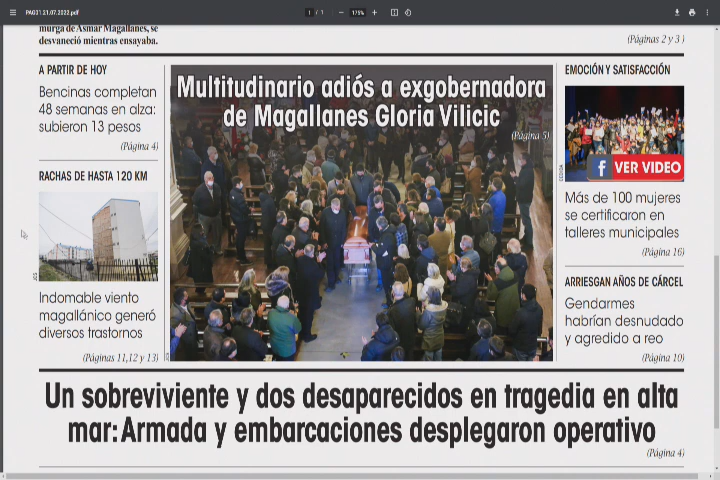 PAG01 21.07.2022.pdf
1 / 1
175%
murga de Asmar Magallanes, se
desvaneció mientras ensayaba.
(Páginas 2 y 3 )
A PARTIR DE HOY
Bencinas completan
48 semanas en alza:
subieron 13 pesos
(Página 4)
RACHAS DE HASTA 120 KM
Indomable viento
magallánico generó
diversos trastornos
(Páginas 11,12 y 13)
Multitudinario adiós a exgobernadora
de Magallanes Gloria Vilicic
(Página 5)
EMOCIÓN Y SATISFACCIÓN
f VER VIDEO
Más de 100 mujeres
se certificaron en
talleres municipales
(Página 16)
ARRIESGAN AÑOS DE CÁRCEL
Gendarmes
habrían desnudado
y agredido a reo
(Página 10)
Un sobreviviente y dos desaparecidos en tragedia en alta
mar: Armada y embarcaciones desplegaron operativo
(Página 4)